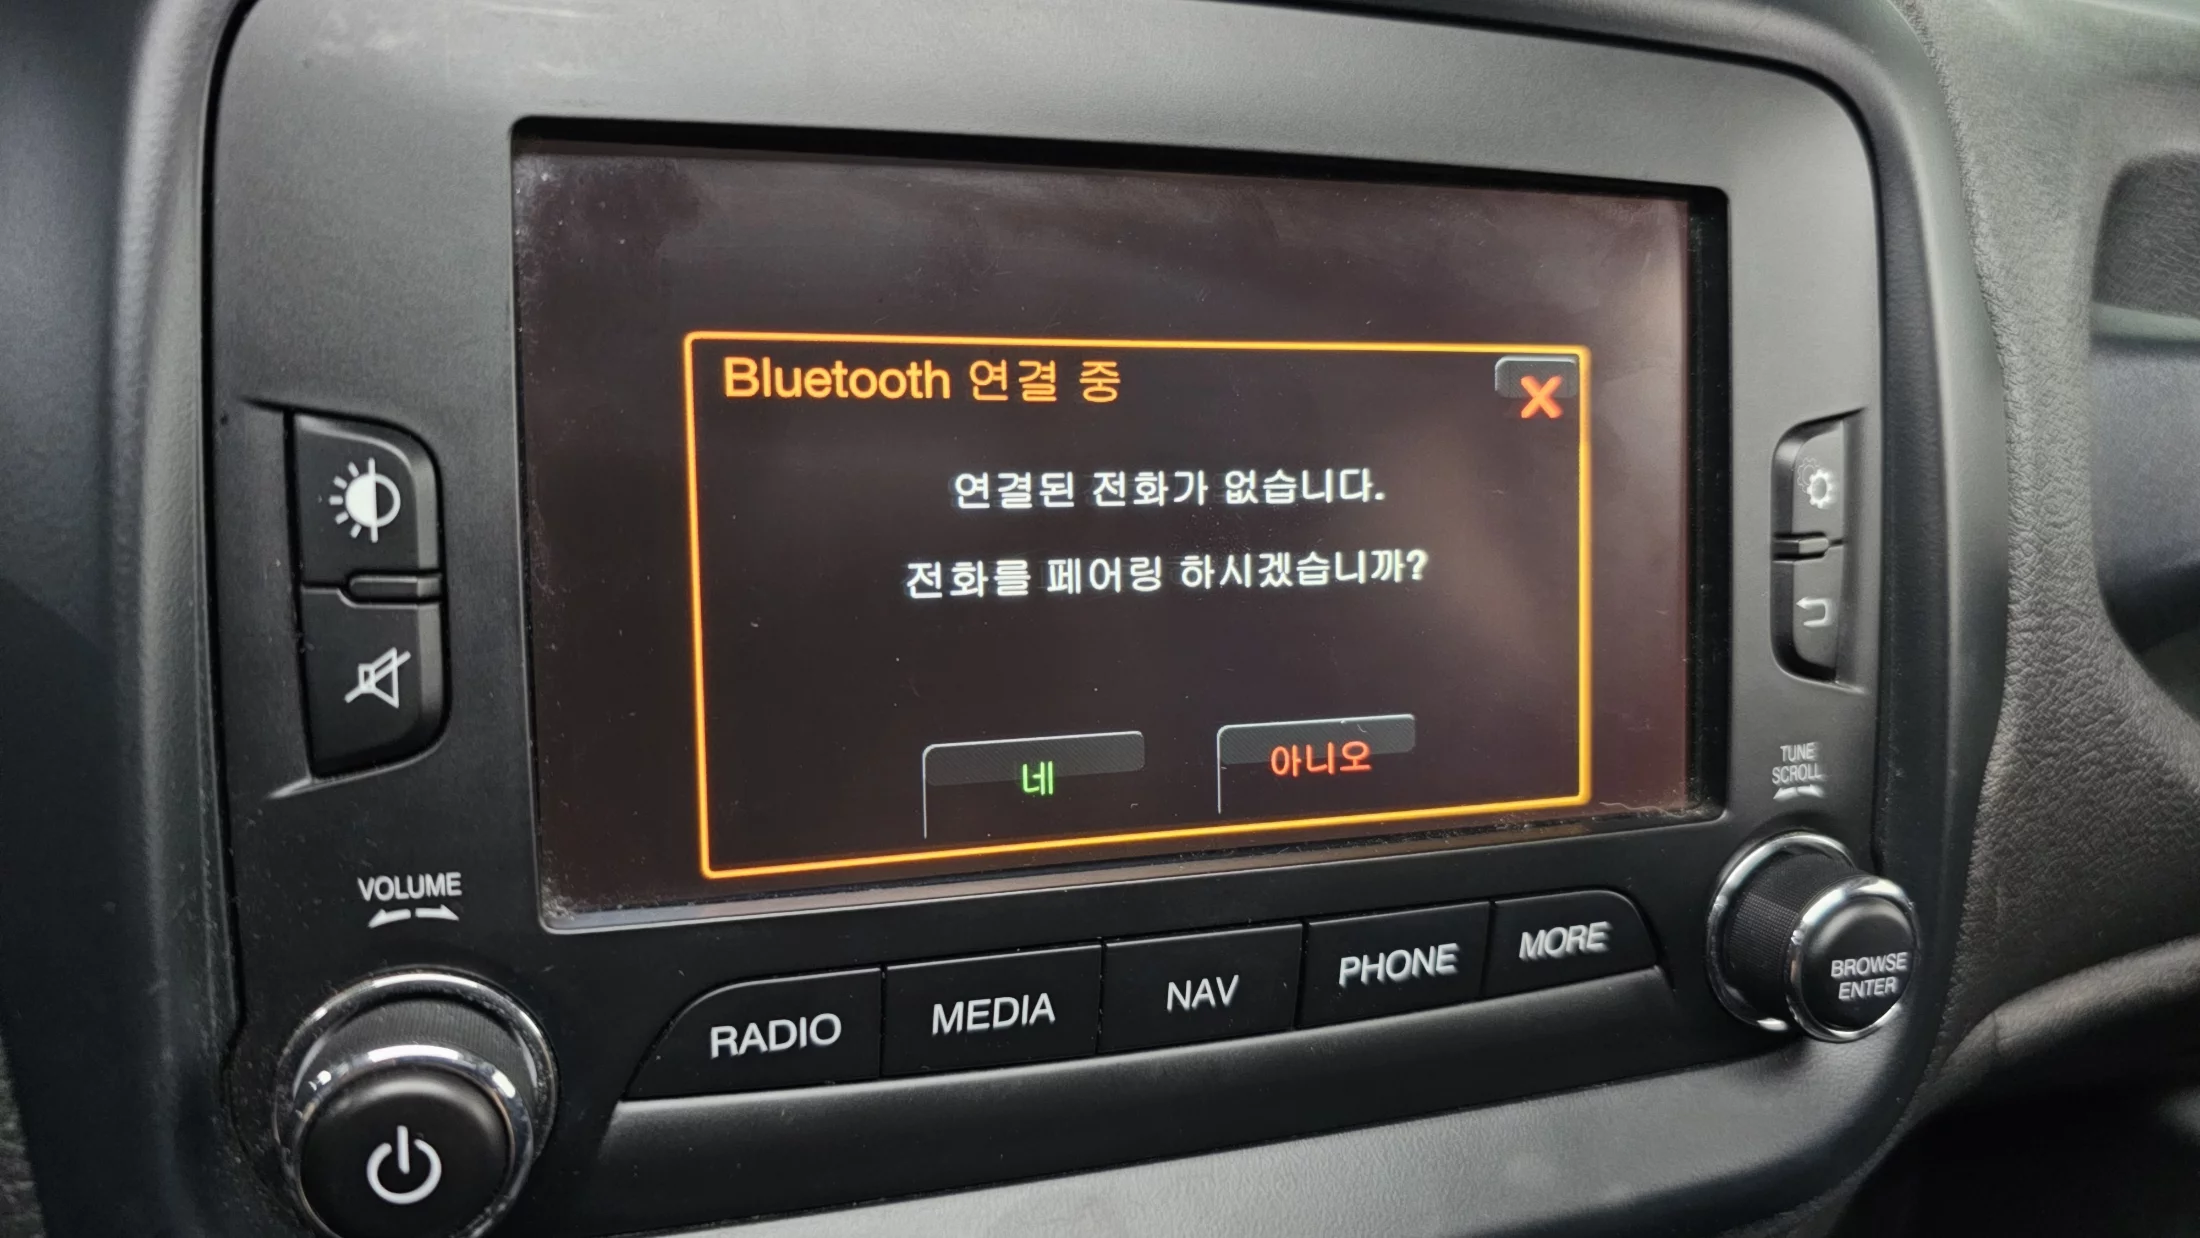 Bluetooth 연결 중
X
연결된 전화가 없습니다.
전화를 페어링 하시겠습니까?
네
아니오
VOLUME
TUNE
SCROLL
RADIO
MEDIA
NAV
PHONE
MORE
BROWSE
ENTER